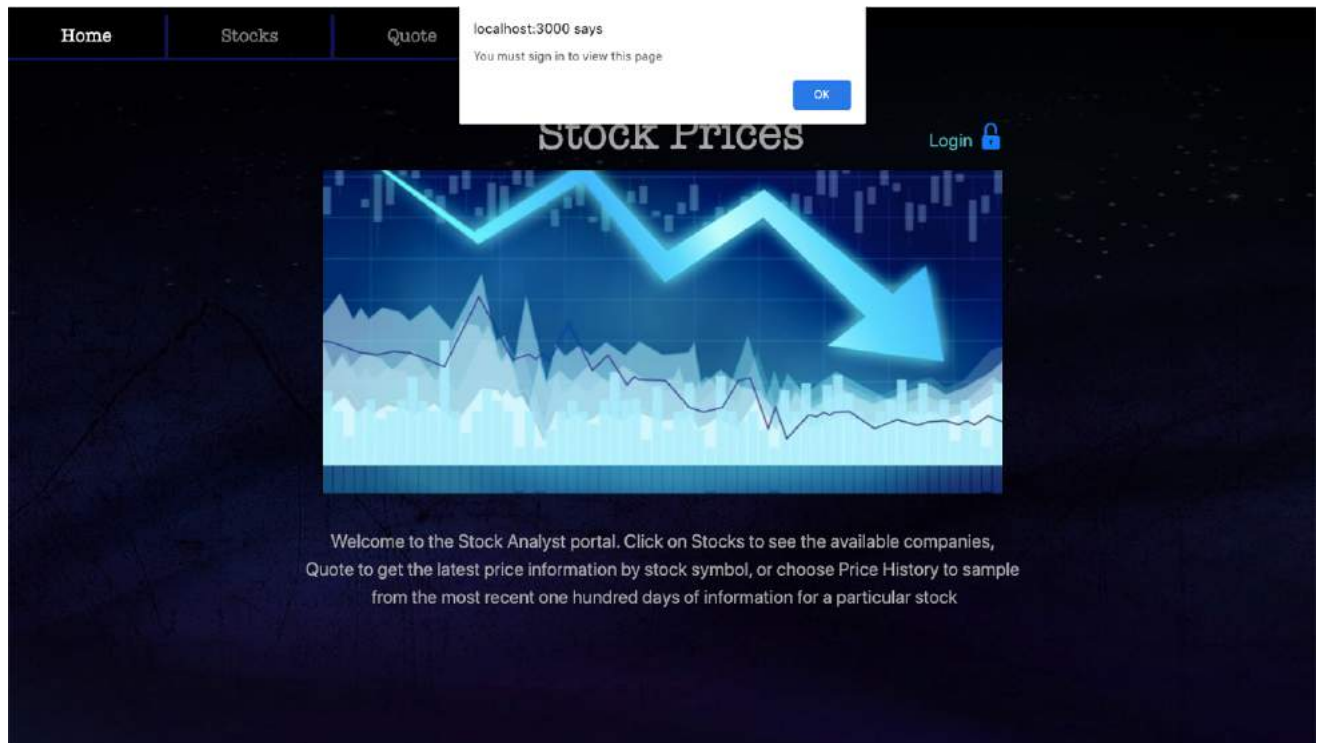 Home Stocks Quote
localhost:3000 says
You must sign in to view this page
OK
Stock Prices
Login
Welcome to the Stock Analyst portal. Click on Stocks to see the available companies,
Quote to get the latest price information by stock symbol, or choose Price History to sample
from the most recent one hundred days of information for a particular stock